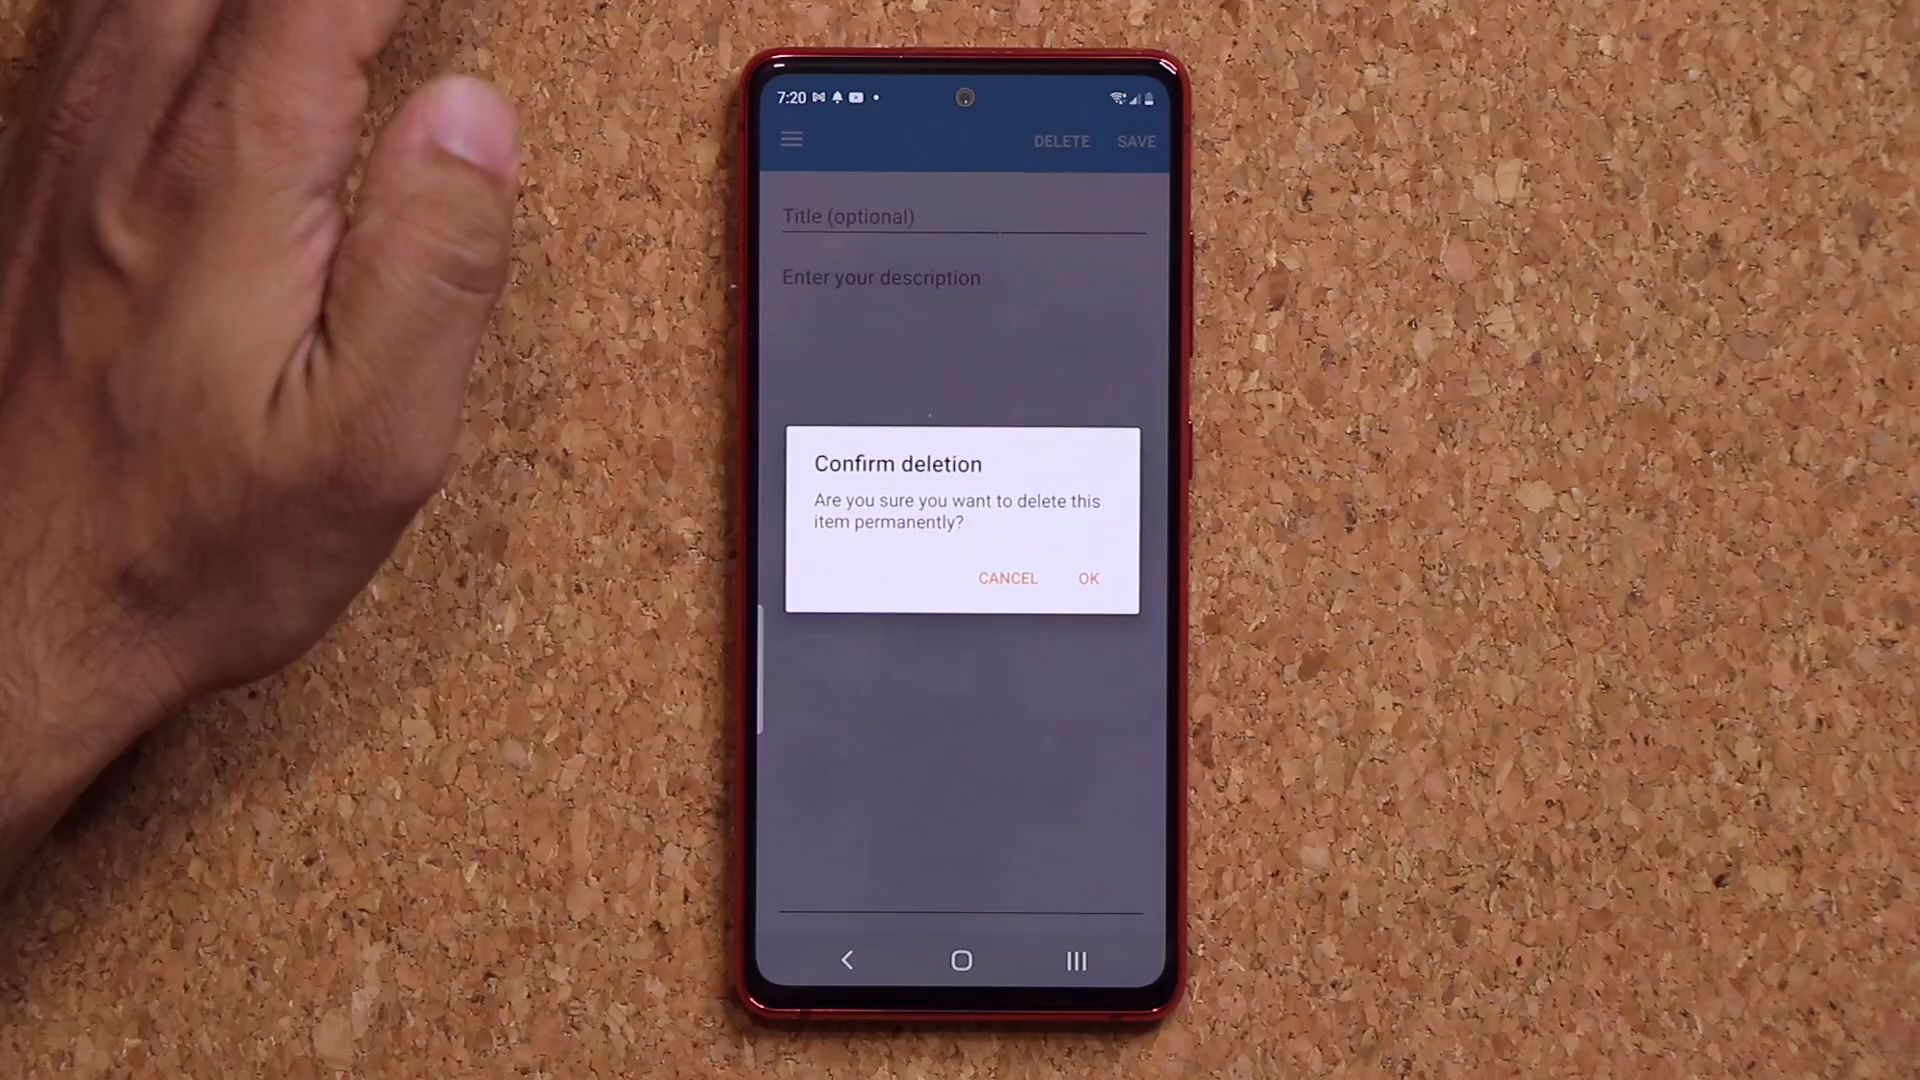 7:20
DELETE SAVE
Title (optional)
Enter your description
Confirm deletion
Are you sure you want to delete this
item permanently?
CANCEL OK